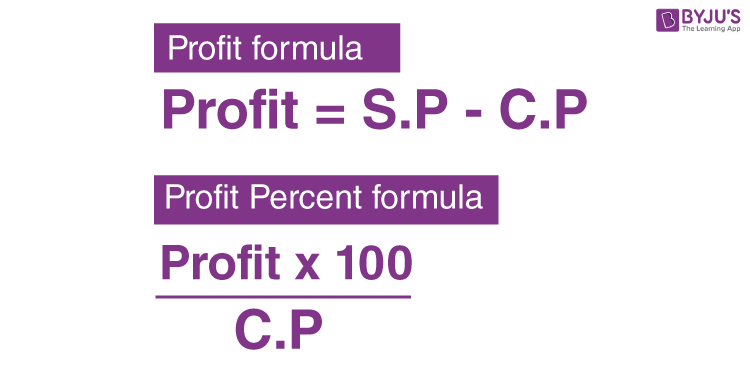 BYJU'S
The Learning App
Profit formula
Profit = S.P - C.P
Profit Percent formula
Profit x 100
C.P